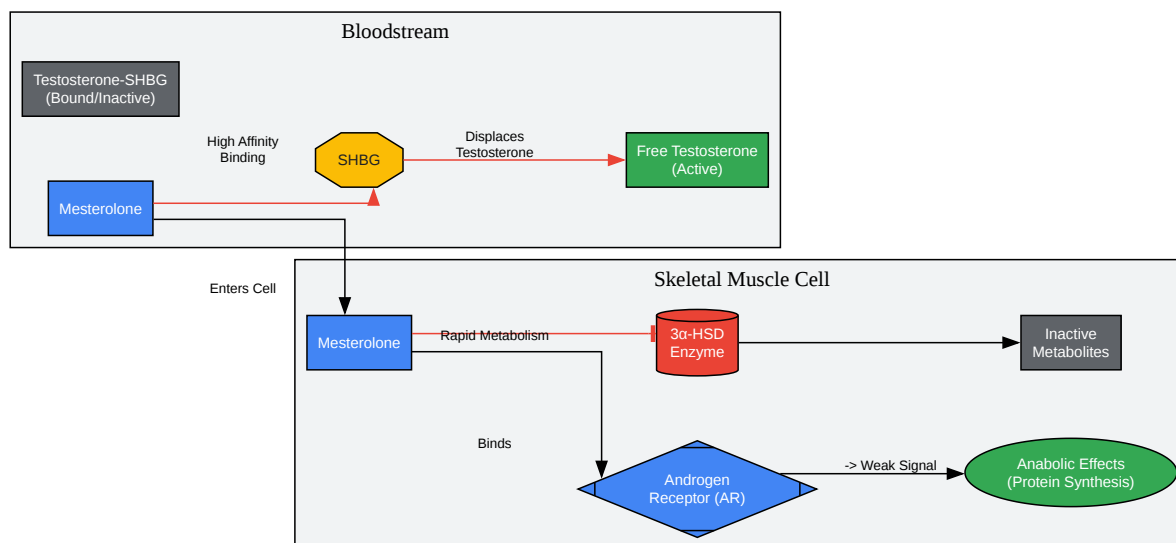 Bloodstream
Testosterone-SHBG
(Bound/Inactive)
High Affinity
Binding
SHBG
Displaces
Testosterone
Free Testosterone
(Active)
Mesterolone
Enters Cell
Skeletal Muscle Cell
Mesterolone
Rapid Metabolism
3α-HSD
Enzyme
Inactive
Metabolites
Binds
Androgen
Receptor (AR)
-> Weak Signal
Anabolic Effects
(Protein Synthesis)